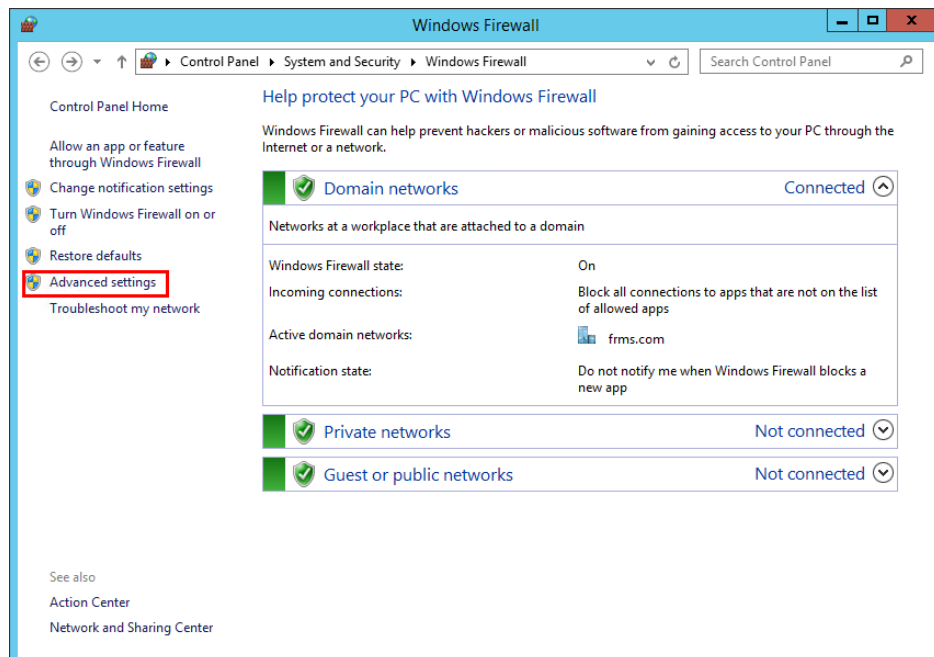 Windows Firewall
Control Panel System and Security Windows Firewall
Search Control Panel
Control Panel Home
Allow an app or feature
through Windows Firewall
Change notification settings
Turn Windows Firewall on or
off
Restore defaults
Advanced settings
Troubleshoot my network
See also
Action Center
Network and Sharing Center
Help protect your PC with Windows Firewall
Windows Firewall can help prevent hackers or malicious software from gaining access to your PC through the
Internet or a network.
Domain networks Connected
Networks at a workplace that are attached to a domain
Windows Firewall state: On
Incoming connections: Block all connections to apps that are not on the list
of allowed apps
Active domain networks: frms.com
Notification state: Do not notify me when Windows Firewall blocks a
new app
Private networks Not connected
Guest or public networks Not connected